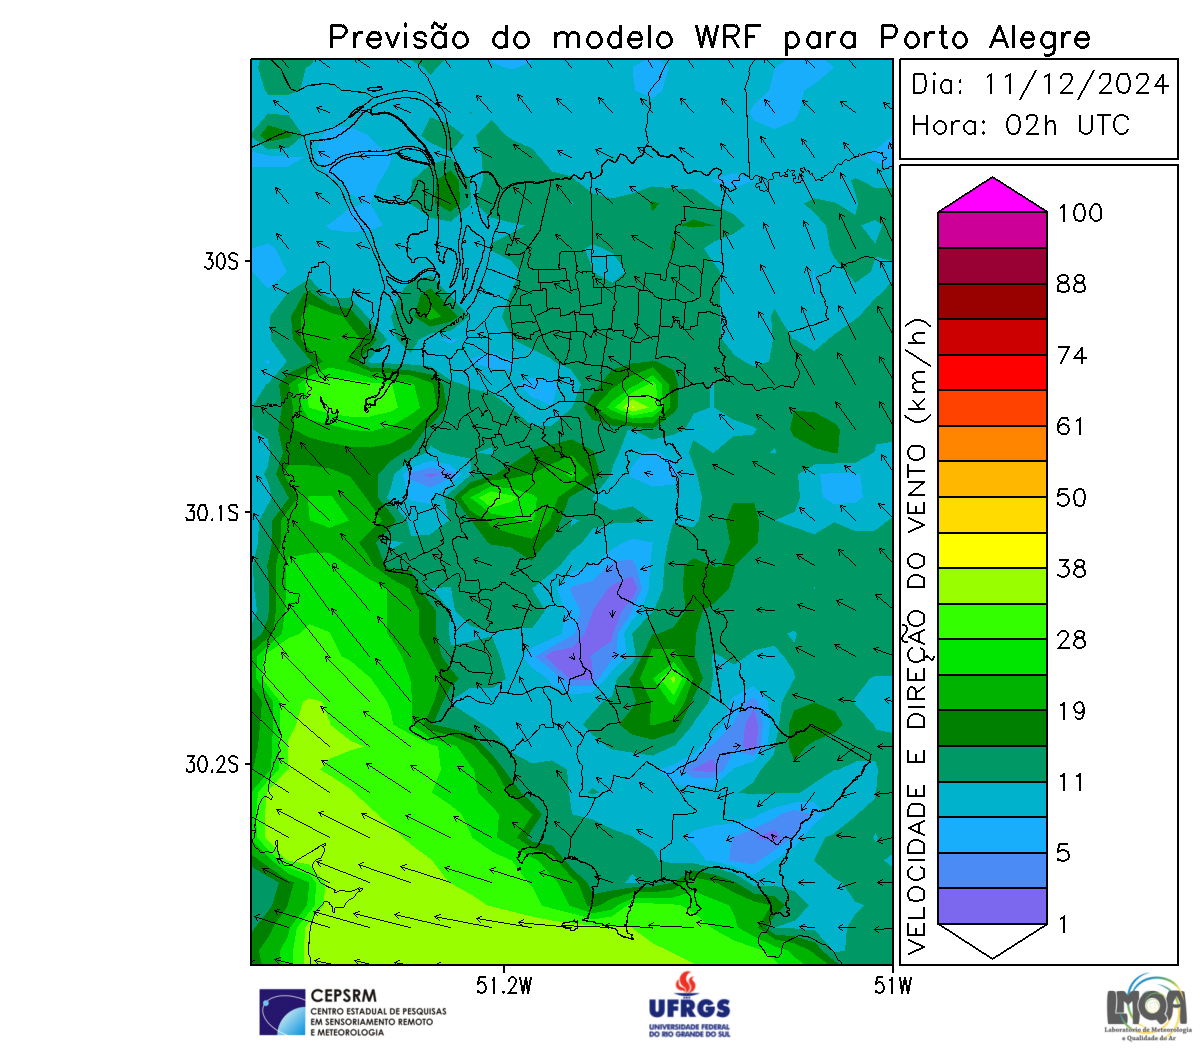 Previsão do modelo WRF para Porto Alegre
Dia: 11/12/2024
Hora: 02h UTC
30S
30.1S
30.2S
51.2W
51W
VELOCIDADE E DIREÇÃO DO VENTO (km/h)
100
88
74
61
50
38
28
19
11
5
1
CEPSRM
CENTRO ESTADUAL DE PESQUISAS
EM SENSORIAMENTO REMOTO
E METEOROLOGIA
UFRGS
UNIVERSIDADE FEDERAL
DO RIO GRANDE DO SUL
LMQA
Laboratório de Meteorologia
e Qualidade do Ar